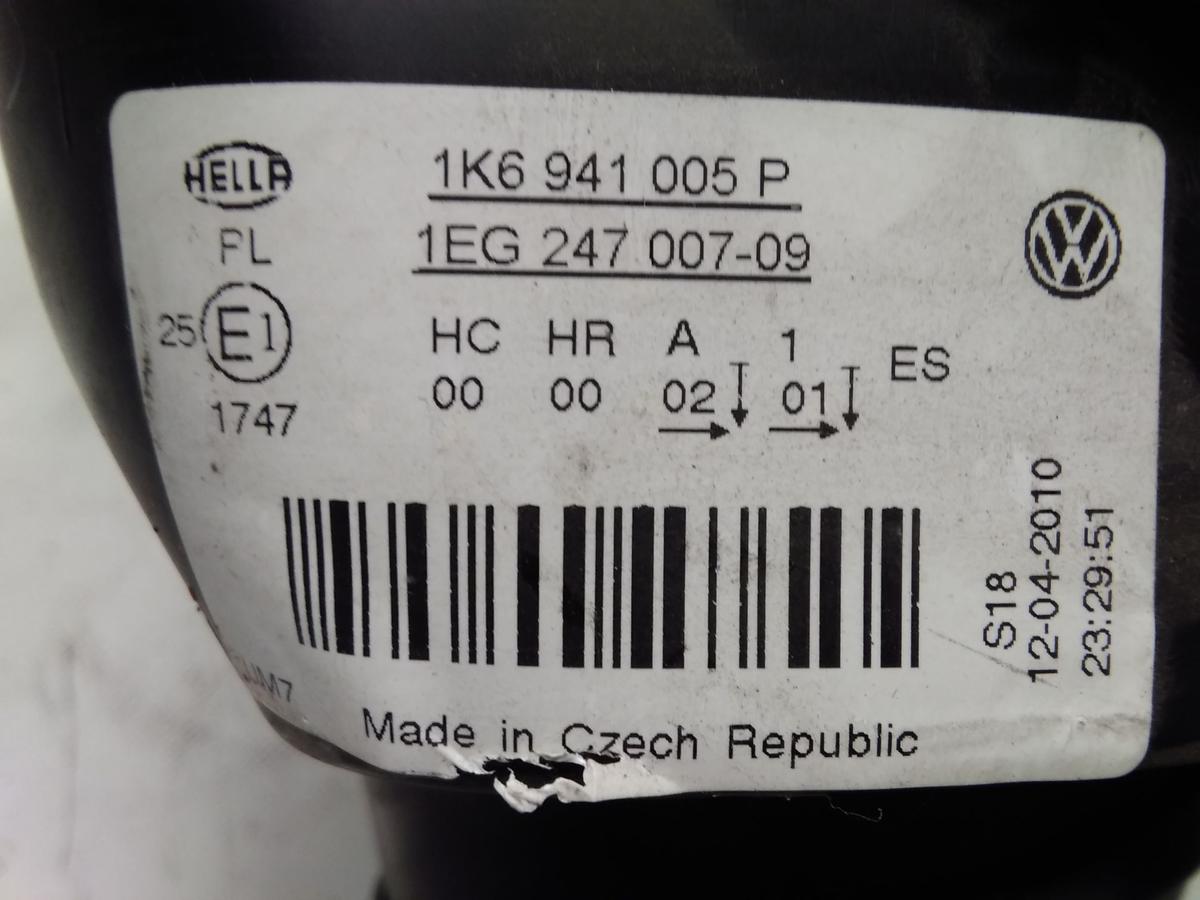 HELLA
1K6 941 005 P
PL
1EG 247 007-09
25 E1
1747
HC HR A 1 ES
00 00 02 01
S18
12-04-2010
23:29:51
Made in Czech Republic
VW